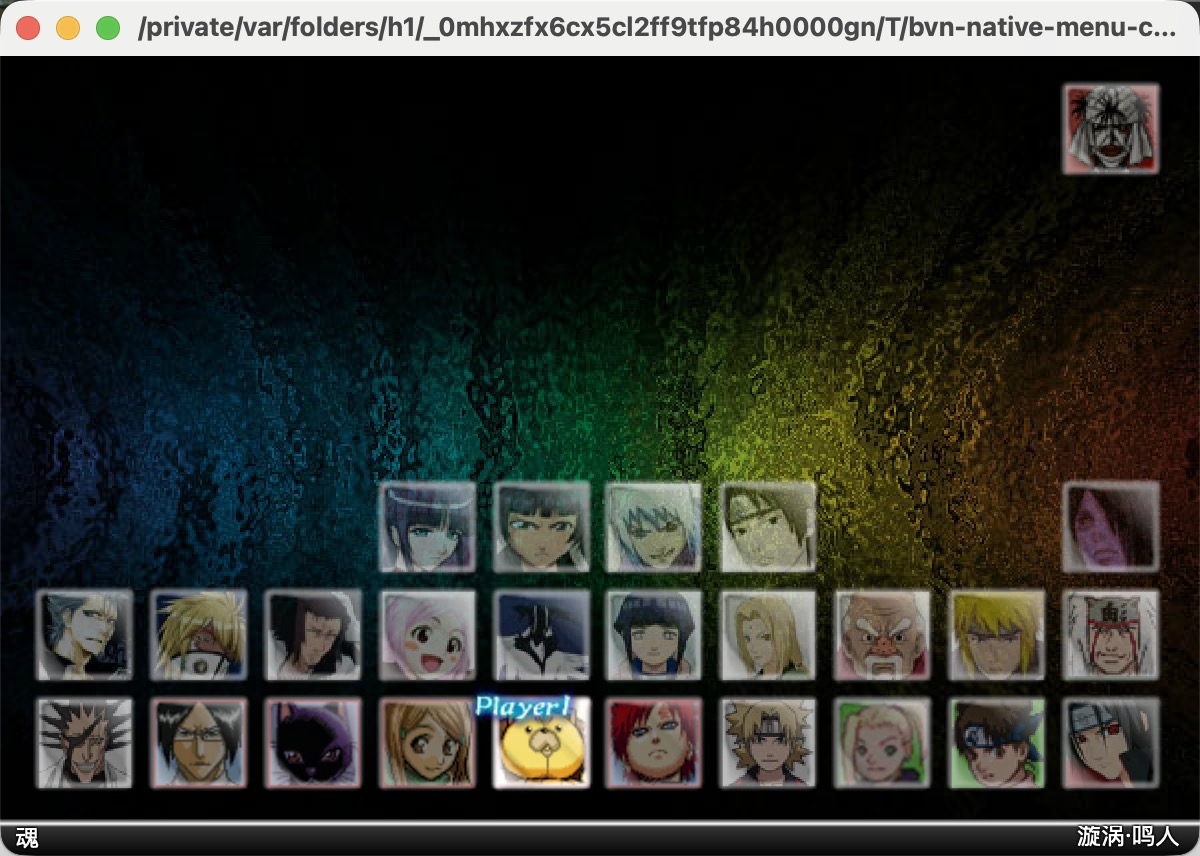 /private/var/folders/h1/_0mhxzfx6cx5cl2ff9tfp84h0000gn/T/bvn-native-menu-c...
Player1
魂
漩涡·鸣人